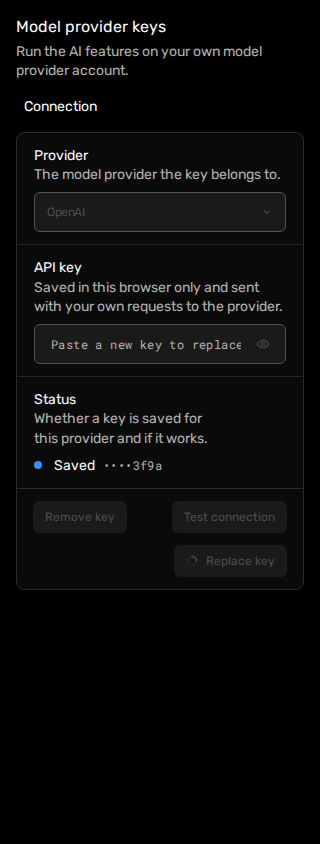 Model provider keys
Run the AI features on your own model
provider account.
Connection
Provider
The model provider the key belongs to.
OpenAI
API key
Saved in this browser only and sent
with your own requests to the provider.
Paste a new key to replace
Status
Whether a key is saved for
this provider and if it works.
Saved ••••3f9a
Remove key
Test connection
Replace key